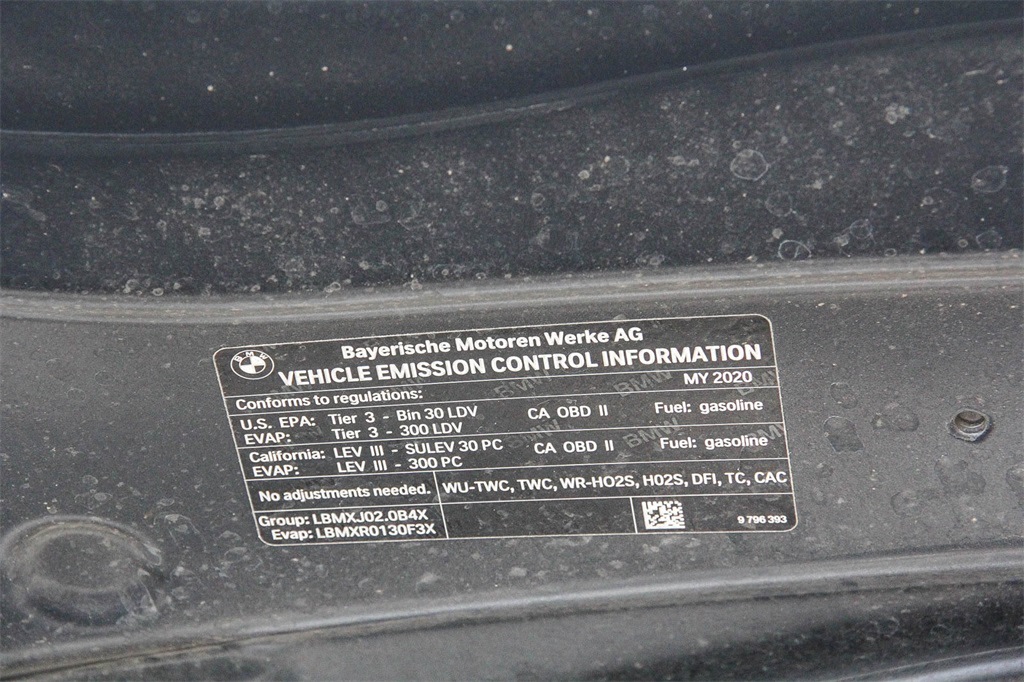 BMW
Bayerische Motoren Werke AG
VEHICLE EMISSION CONTROL INFORMATION
Conforms to regulations: MY 2020
U.S. EPA: Tier 3 - Bin 30 LDV CA OBD II Fuel: gasoline
EVAP: Tier 3 - 300 LDV
California: LEV III - SULEV 30 PC CA OBD II Fuel: gasoline
EVAP: LEV III - 300 PC
No adjustments needed. WU-TWC, TWC, WR-HO2S, H02S, DFI, TC, CAC
Group: LBMXJ02.0B4X
Evap: LBMXR0130F3X
9 796 393